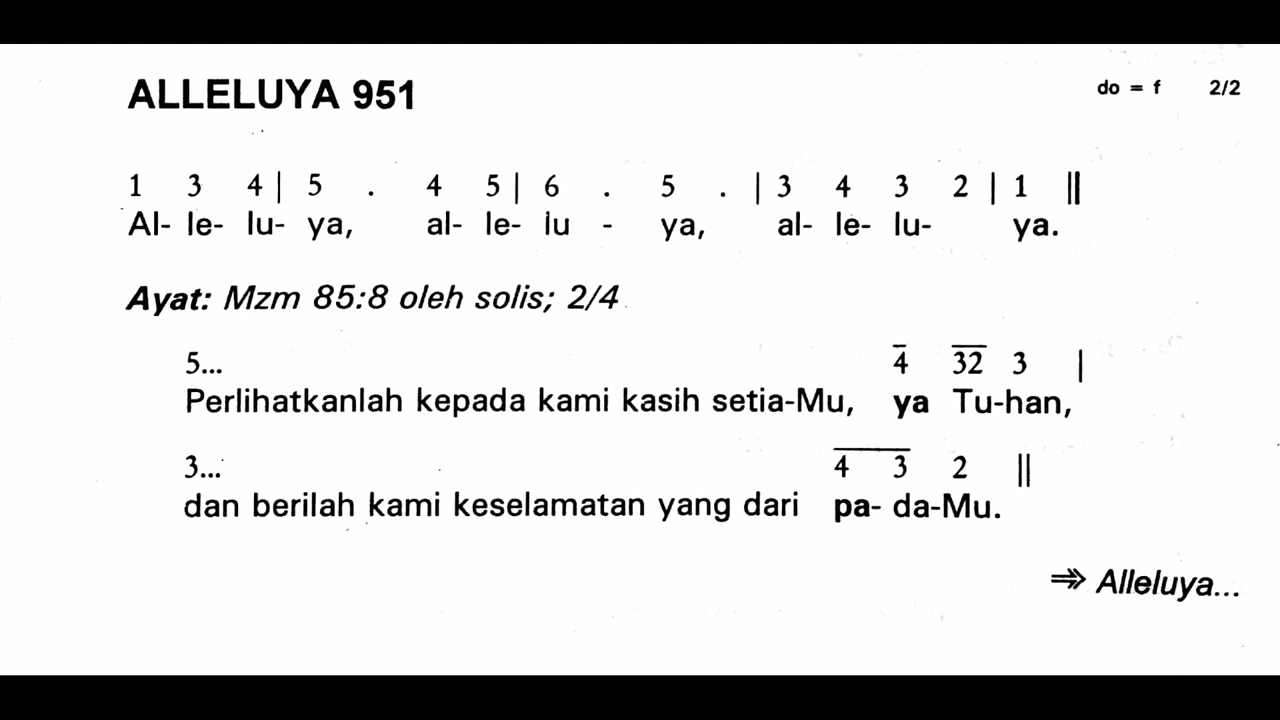 ALLELUYA 951 do = f 2/2
1 3 4 | 5 . 4 5 | 6 . 5 . | 3 4 3 2 | 1 ||
Al- le- lu- ya, al- le- lu - ya, al- le- lu- ya.
Ayat: Mzm 85:8 oleh solis; 2/4
5... 4 32 3 |
Perlihatkanlah kepada kami kasih setia-Mu, ya Tu-han,
3... 4 3 2 ||
dan berilah kami keselamatan yang dari pa- da-Mu.
⇒ Alleluya...